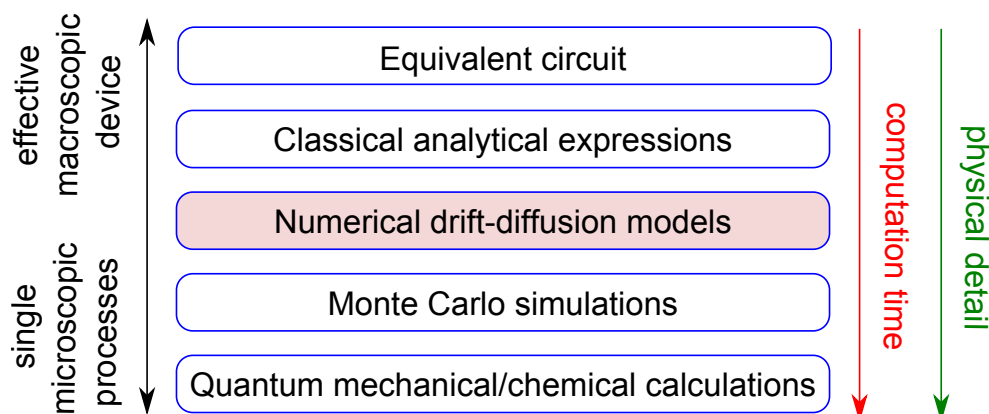 effective
macroscopic
device
single
microscopic
processes
Equivalent circuit
Classical analytical expressions
Numerical drift-diffusion models
Monte Carlo simulations
Quantum mechanical/chemical calculations
computation time
physical detail